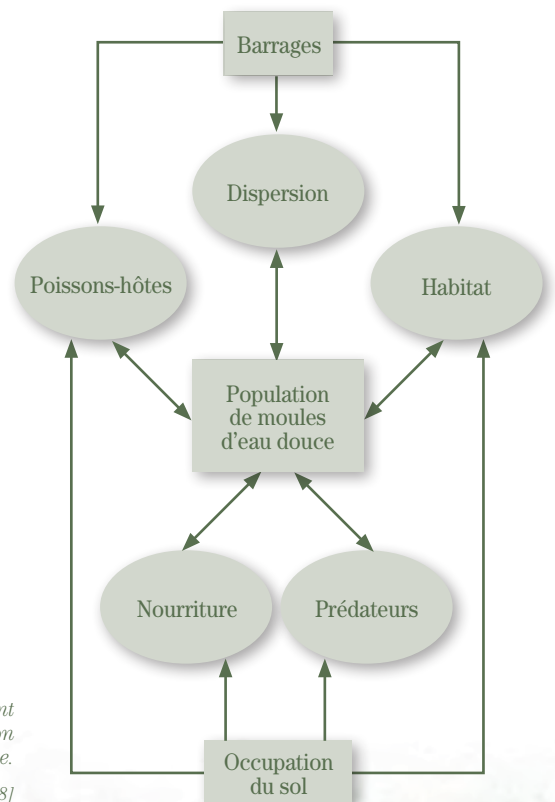 Barrages
Dispersion
Poissons-hôtes
Habitat
Population
de moules
d'eau douce
Nourriture
Prédateurs
Occupation
du sol